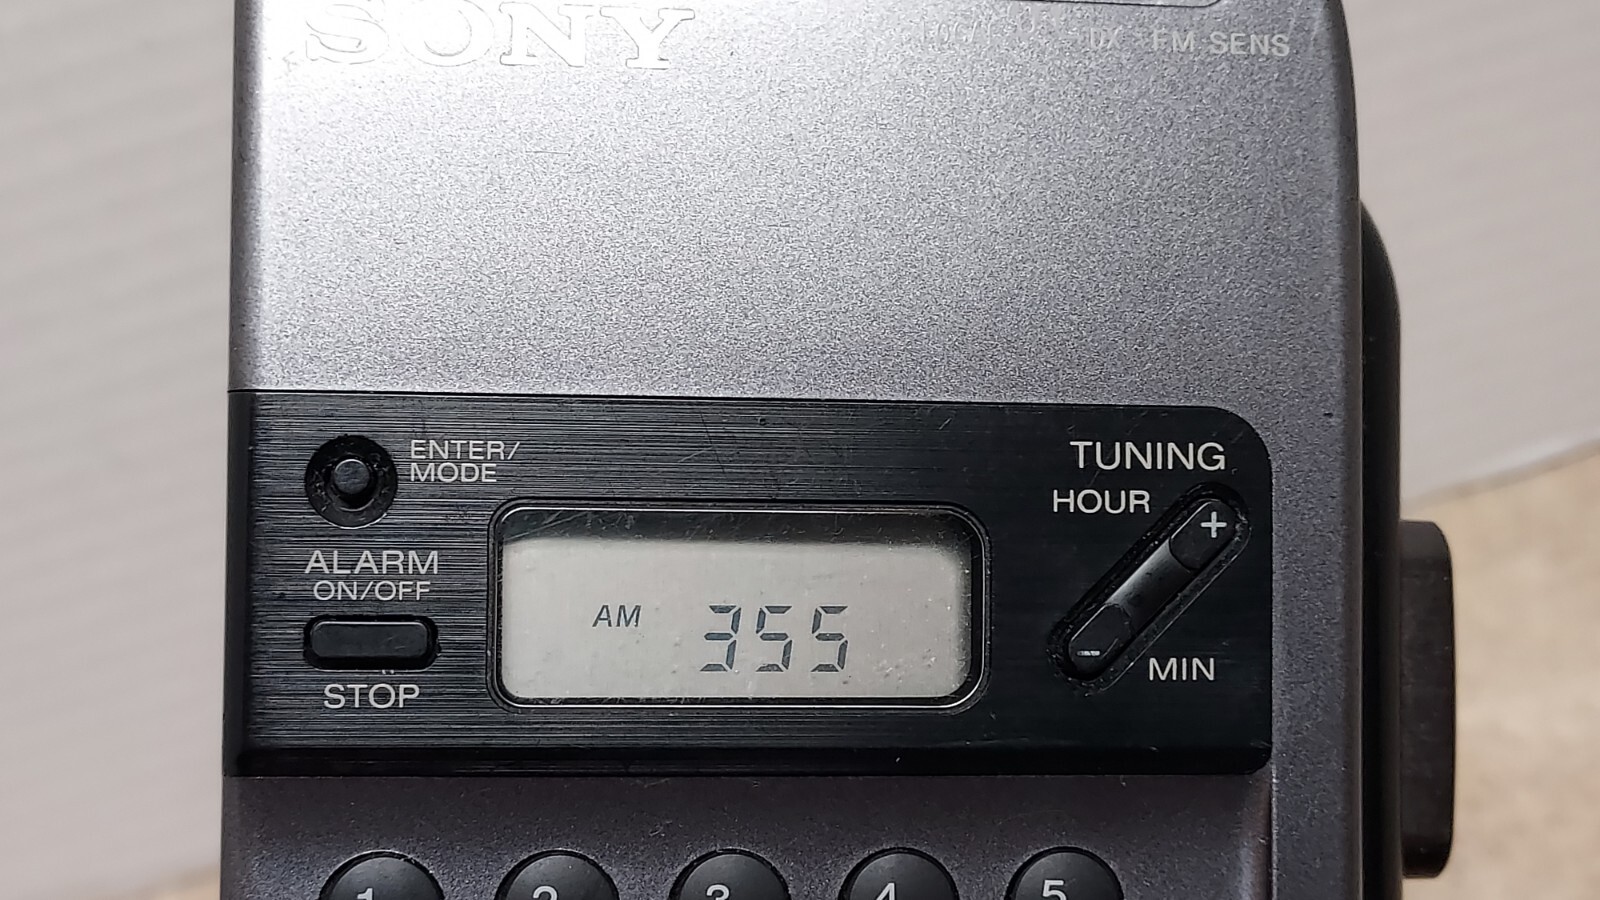 SONY
DX FM SENS
ENTER/
MODE
TUNING
HOUR +
ALARM
ON/OFF
AM 355
−
MIN
STOP
1 2 3 4 5